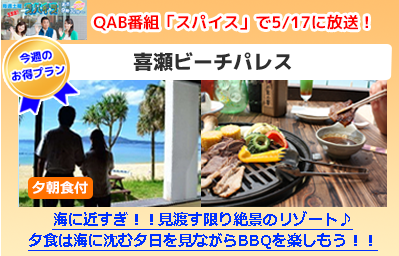 QAB番組「スパイス」で5/17に放送！
今週の
お得プラン
喜瀬ビーチパレス
夕朝食付
海に近すぎ！！見渡す限り絶景のリゾート♪
夕食は海に沈む夕日を見ながらBBQを楽しもう！！